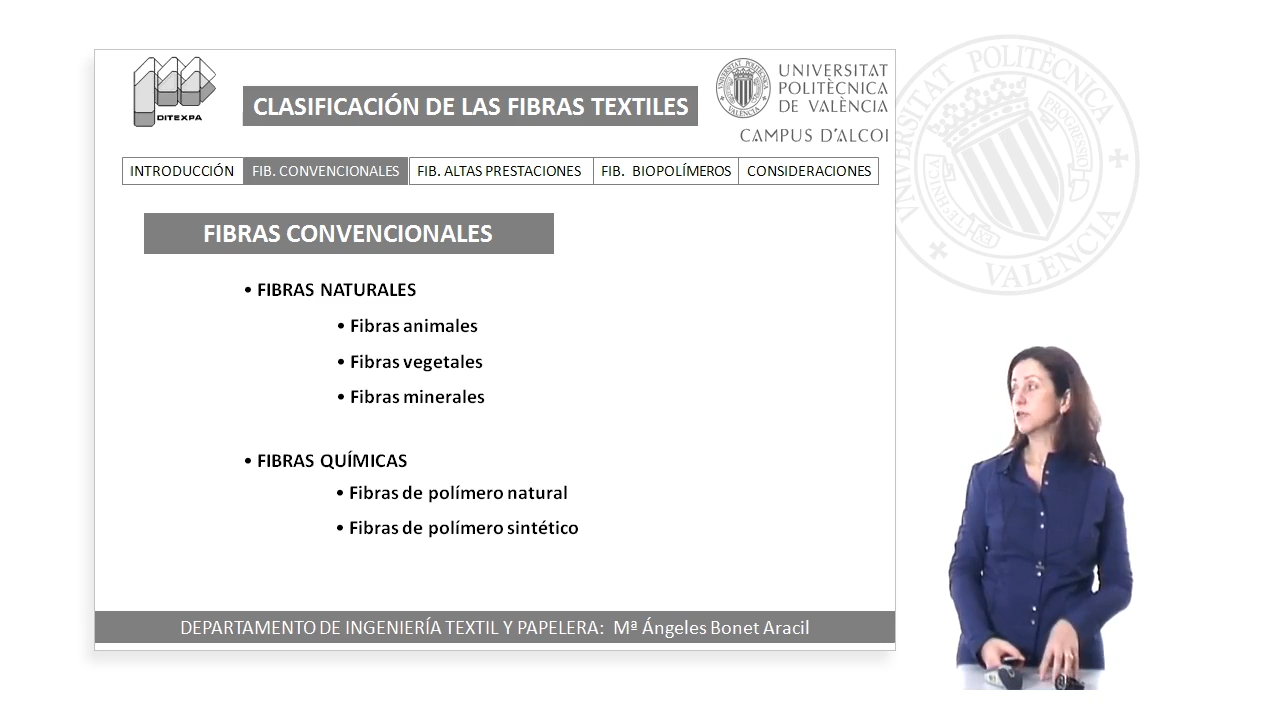 DITEXPA
CLASIFICACIÓN DE LAS FIBRAS TEXTILES
UNIVERSITAT
POLITÈCNICA
DE VALÈNCIA
CAMPUS D'ALCOI
INTRODUCCIÓN
FIB. CONVENCIONALES
FIB. ALTAS PRESTACIONES
FIB. BIOPOLÍMEROS
CONSIDERACIONES
FIBRAS CONVENCIONALES
• FIBRAS NATURALES
• Fibras animales
• Fibras vegetales
• Fibras minerales
• FIBRAS QUÍMICAS
• Fibras de polímero natural
• Fibras de polímero sintético
DEPARTAMENTO DE INGENIERÍA TEXTIL Y PAPELERA: Mª Ángeles Bonet Aracil
POLITÈCNICA
VALÈNCIA